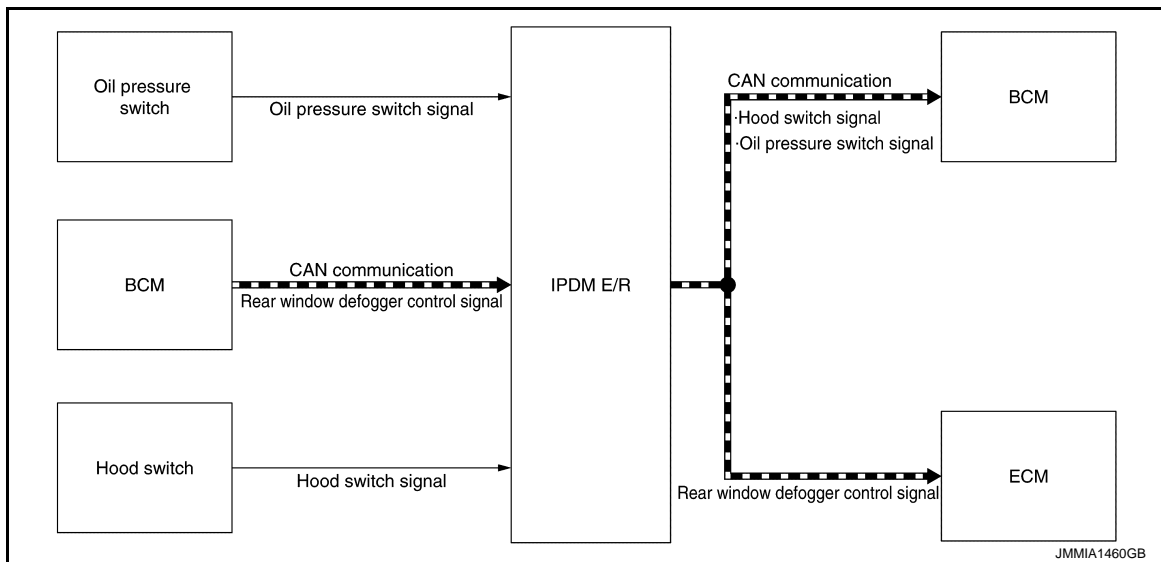 Oil pressure
switch
Oil pressure switch signal
BCM
CAN communication
Rear window defogger control signal
Hood switch
Hood switch signal
IPDM E/R
CAN communication
·Hood switch signal
·Oil pressure switch signal
BCM
Rear window defogger control signal
ECM
JMMIA1460GB